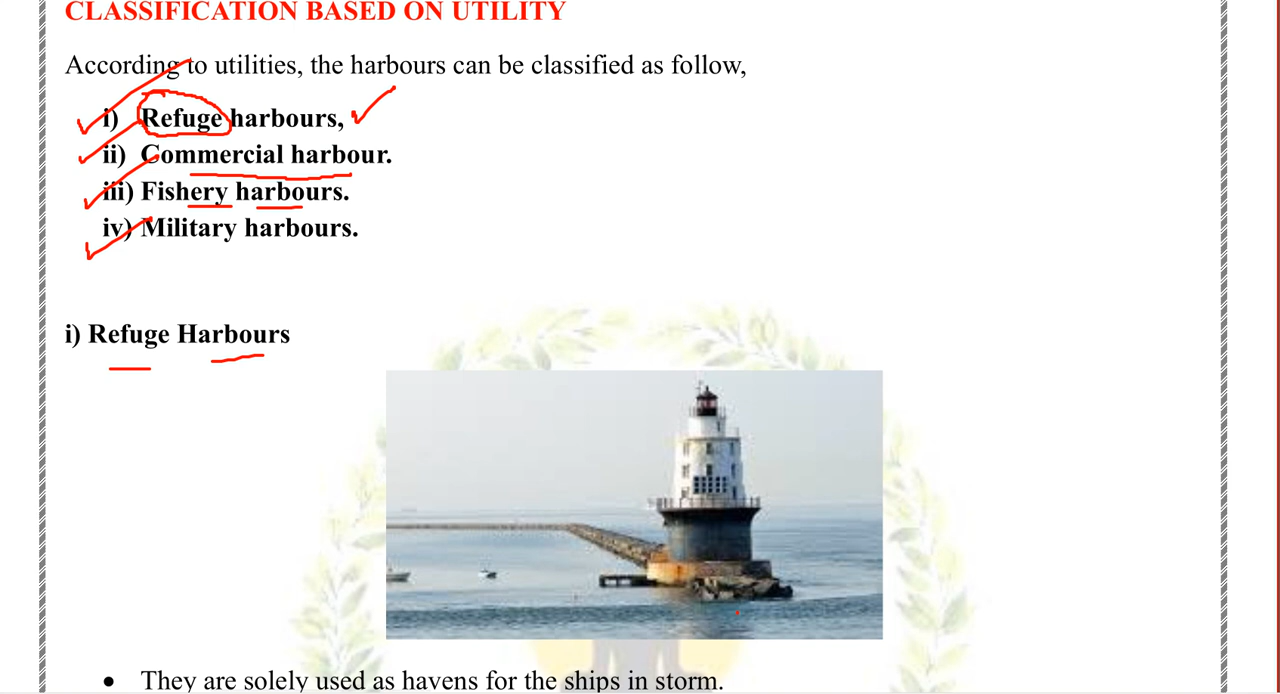 CLASSIFICATION BASED ON UTILITY
According to utilities, the harbours can be classified as follow,
i) Refuge harbours,
ii) Commercial harbour.
iii) Fishery harbours.
iv) Military harbours.
i) Refuge Harbours
• They are solely used as havens for the ships in storm.